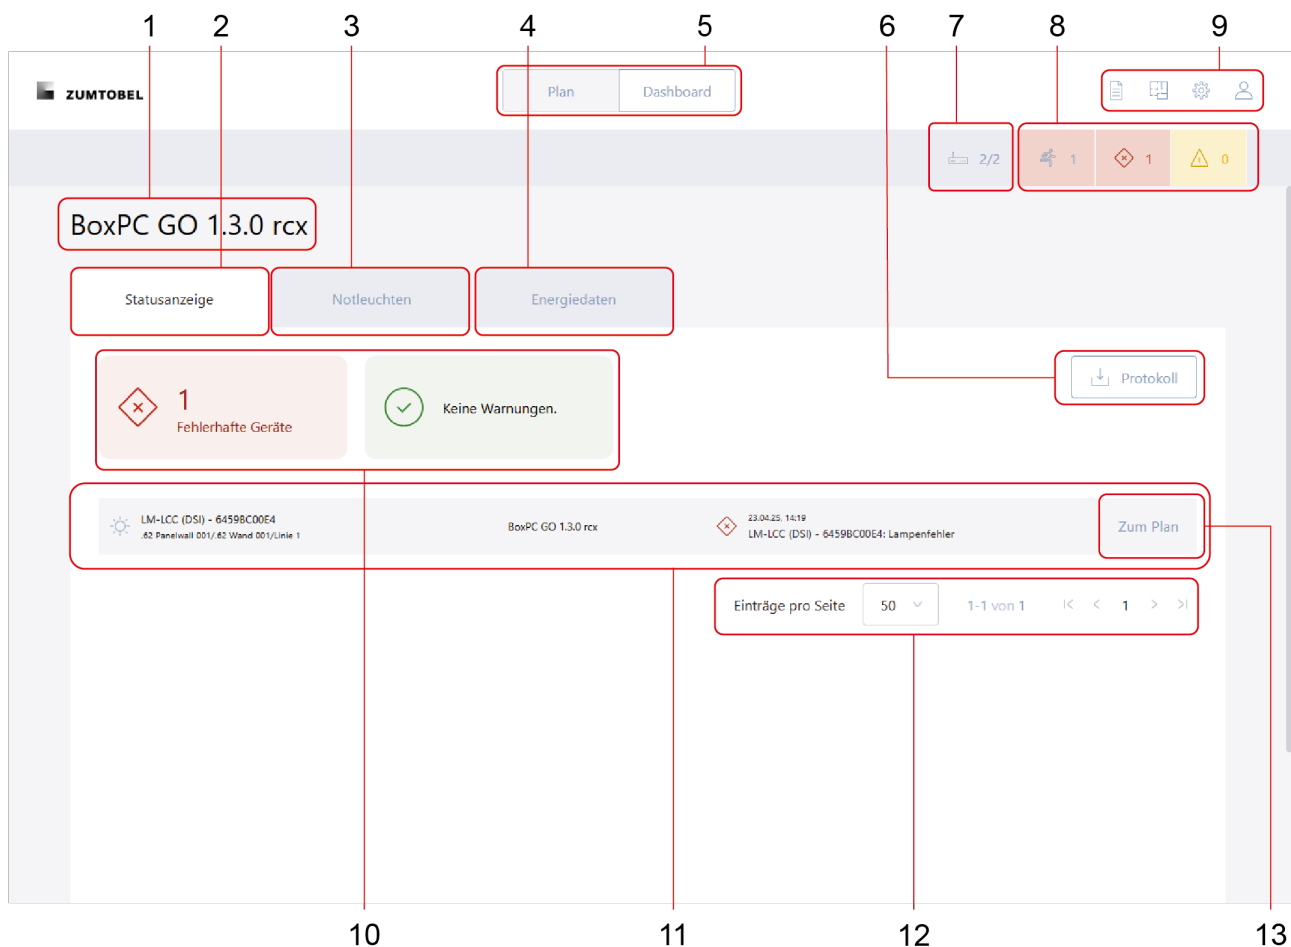 1 2 3 4 5 6 7 8 9
ZUMTOBEL
Plan Dashboard
2/2 1 1 0
BoxPC GO 1.3.0 rcx
Statusanzeige Notleuchten Energiedaten
Protokoll
1
Fehlerhafte Geräte
Keine Warnungen.
LM-LCC (DSI) - 6459BC00E4
.62 Panelwall 001/.62 Wand 001/Linie 1
BoxPC GO 1.3.0 rcx
23.04.25, 14:19
LM-LCC (DSI) - 6459BC00E4: Lampenfehler
Zum Plan
Einträge pro Seite 50 1-1 von 1 1
10 11 12 13